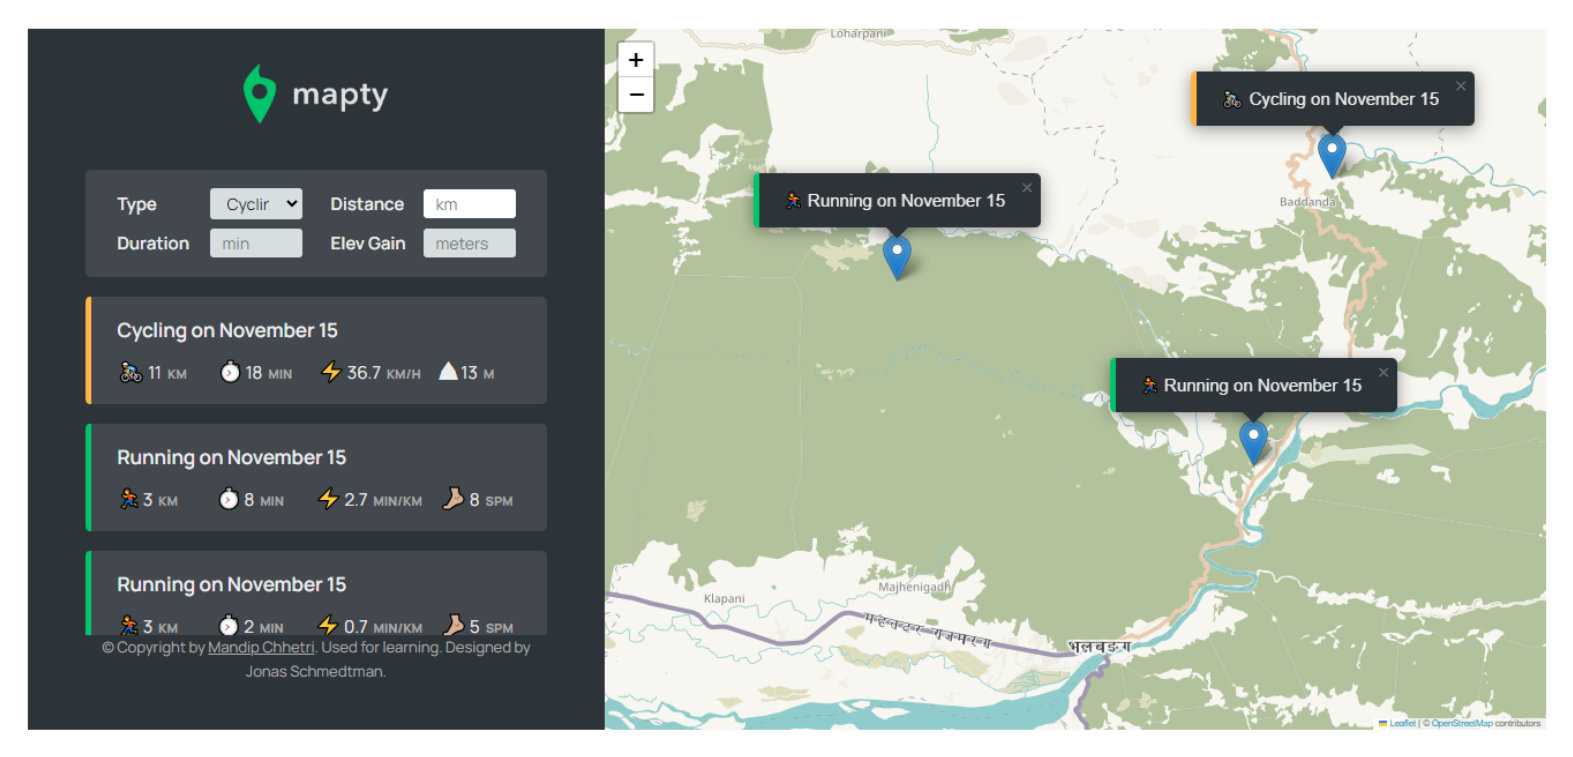 mapty
Type Cyclir Distance km
Duration min Elev Gain meters
Cycling on November 15
11 KM 18 MIN 36.7 KM/H 13 M
Running on November 15
3 KM 8 MIN 2.7 MIN/KM 8 SPM
Running on November 15
3 KM 2 MIN 0.7 MIN/KM 5 SPM
© Copyright by Mandip Chhetri. Used for learning. Designed by
Jonas Schmedtman.
+
−
Loharpani
Cycling on November 15 ×
Running on November 15 ×
Baddanda
Running on November 15 ×
Majhenigadh
Klapani
Leaflet | © OpenStreetMap contributors